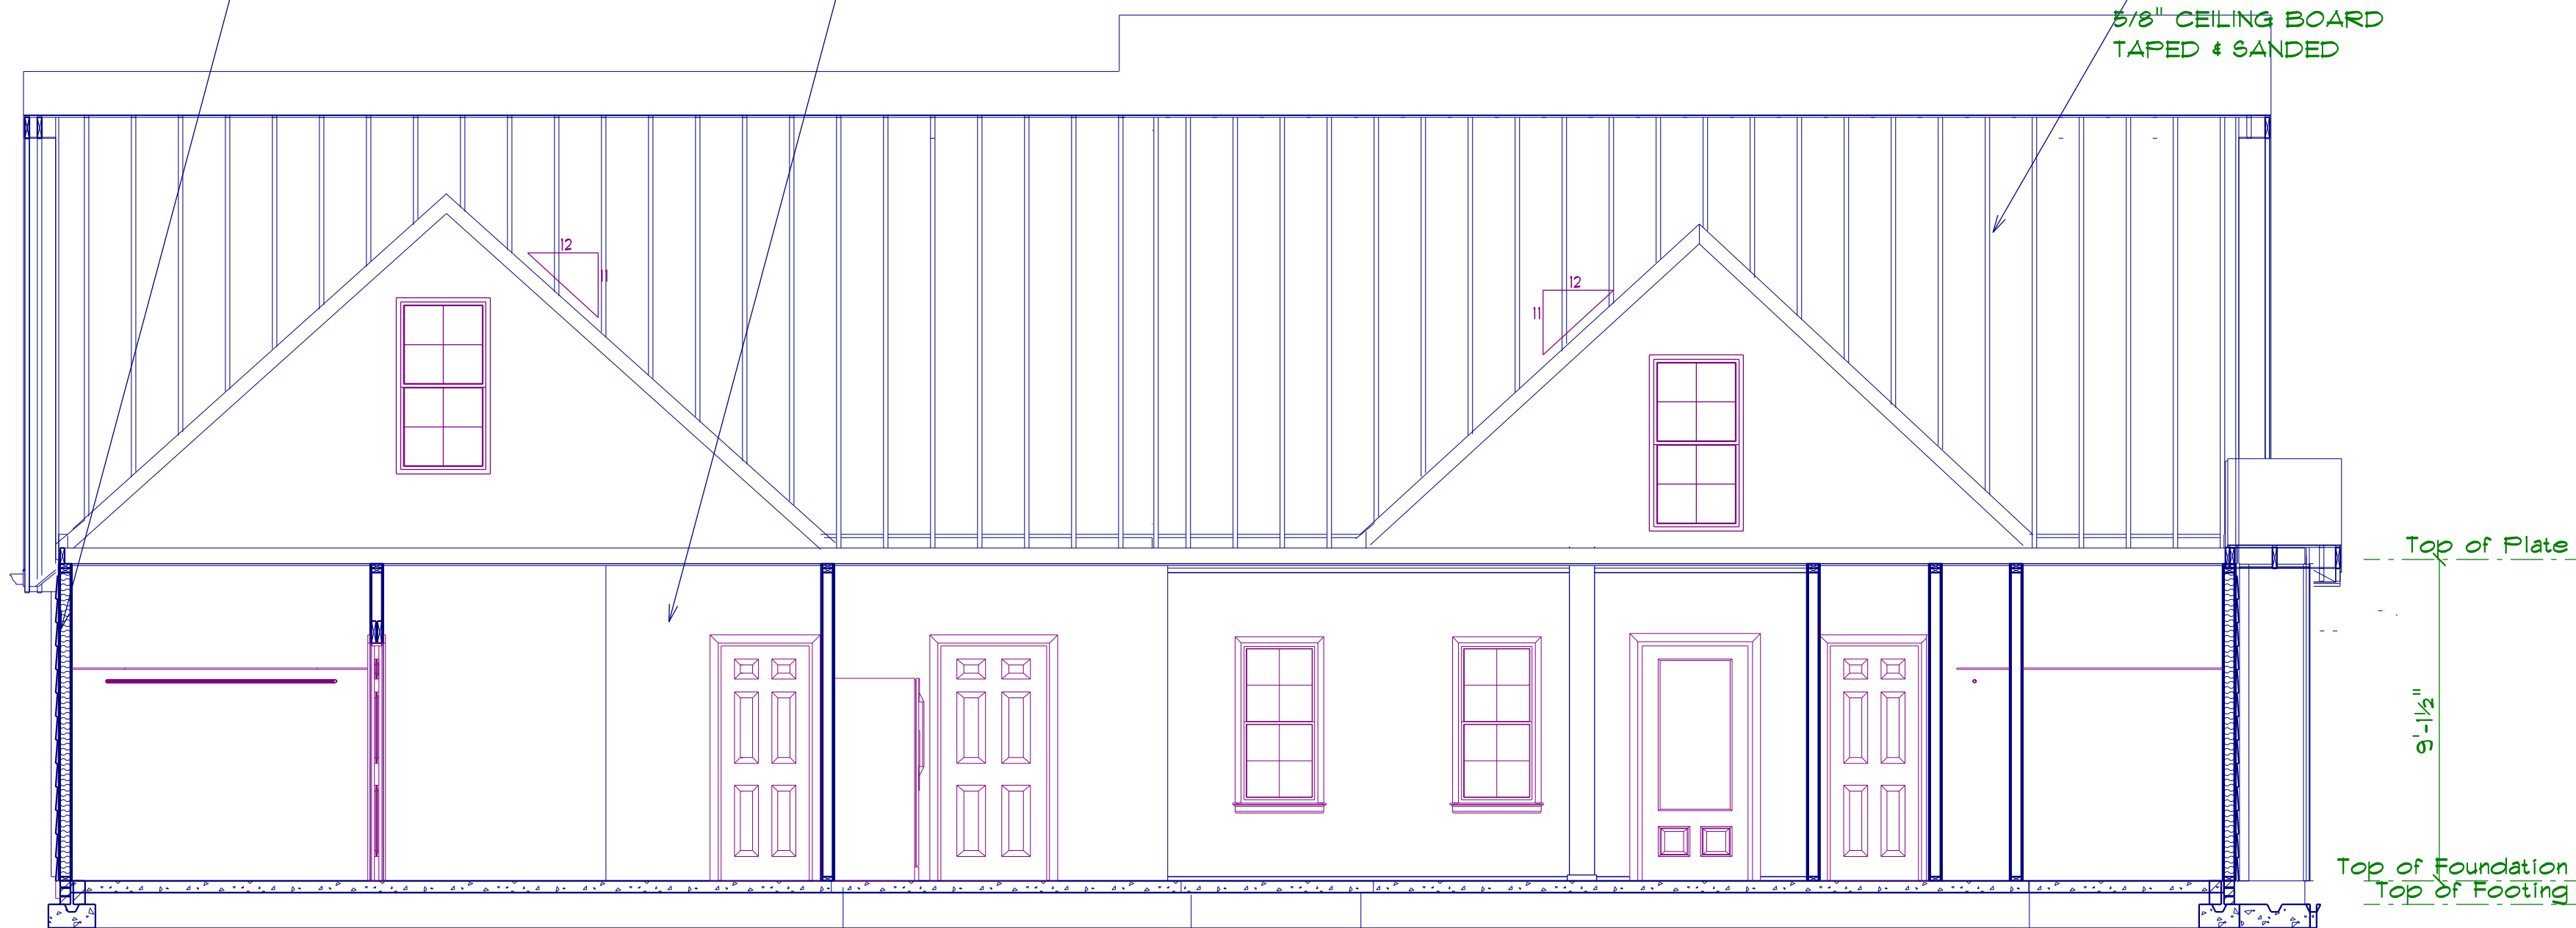 5/8" CEILING BOARD
TAPED & SANDED
12
11
12
11
Top of Plate
9'-1½"
Top of Foundation
Top of Footing